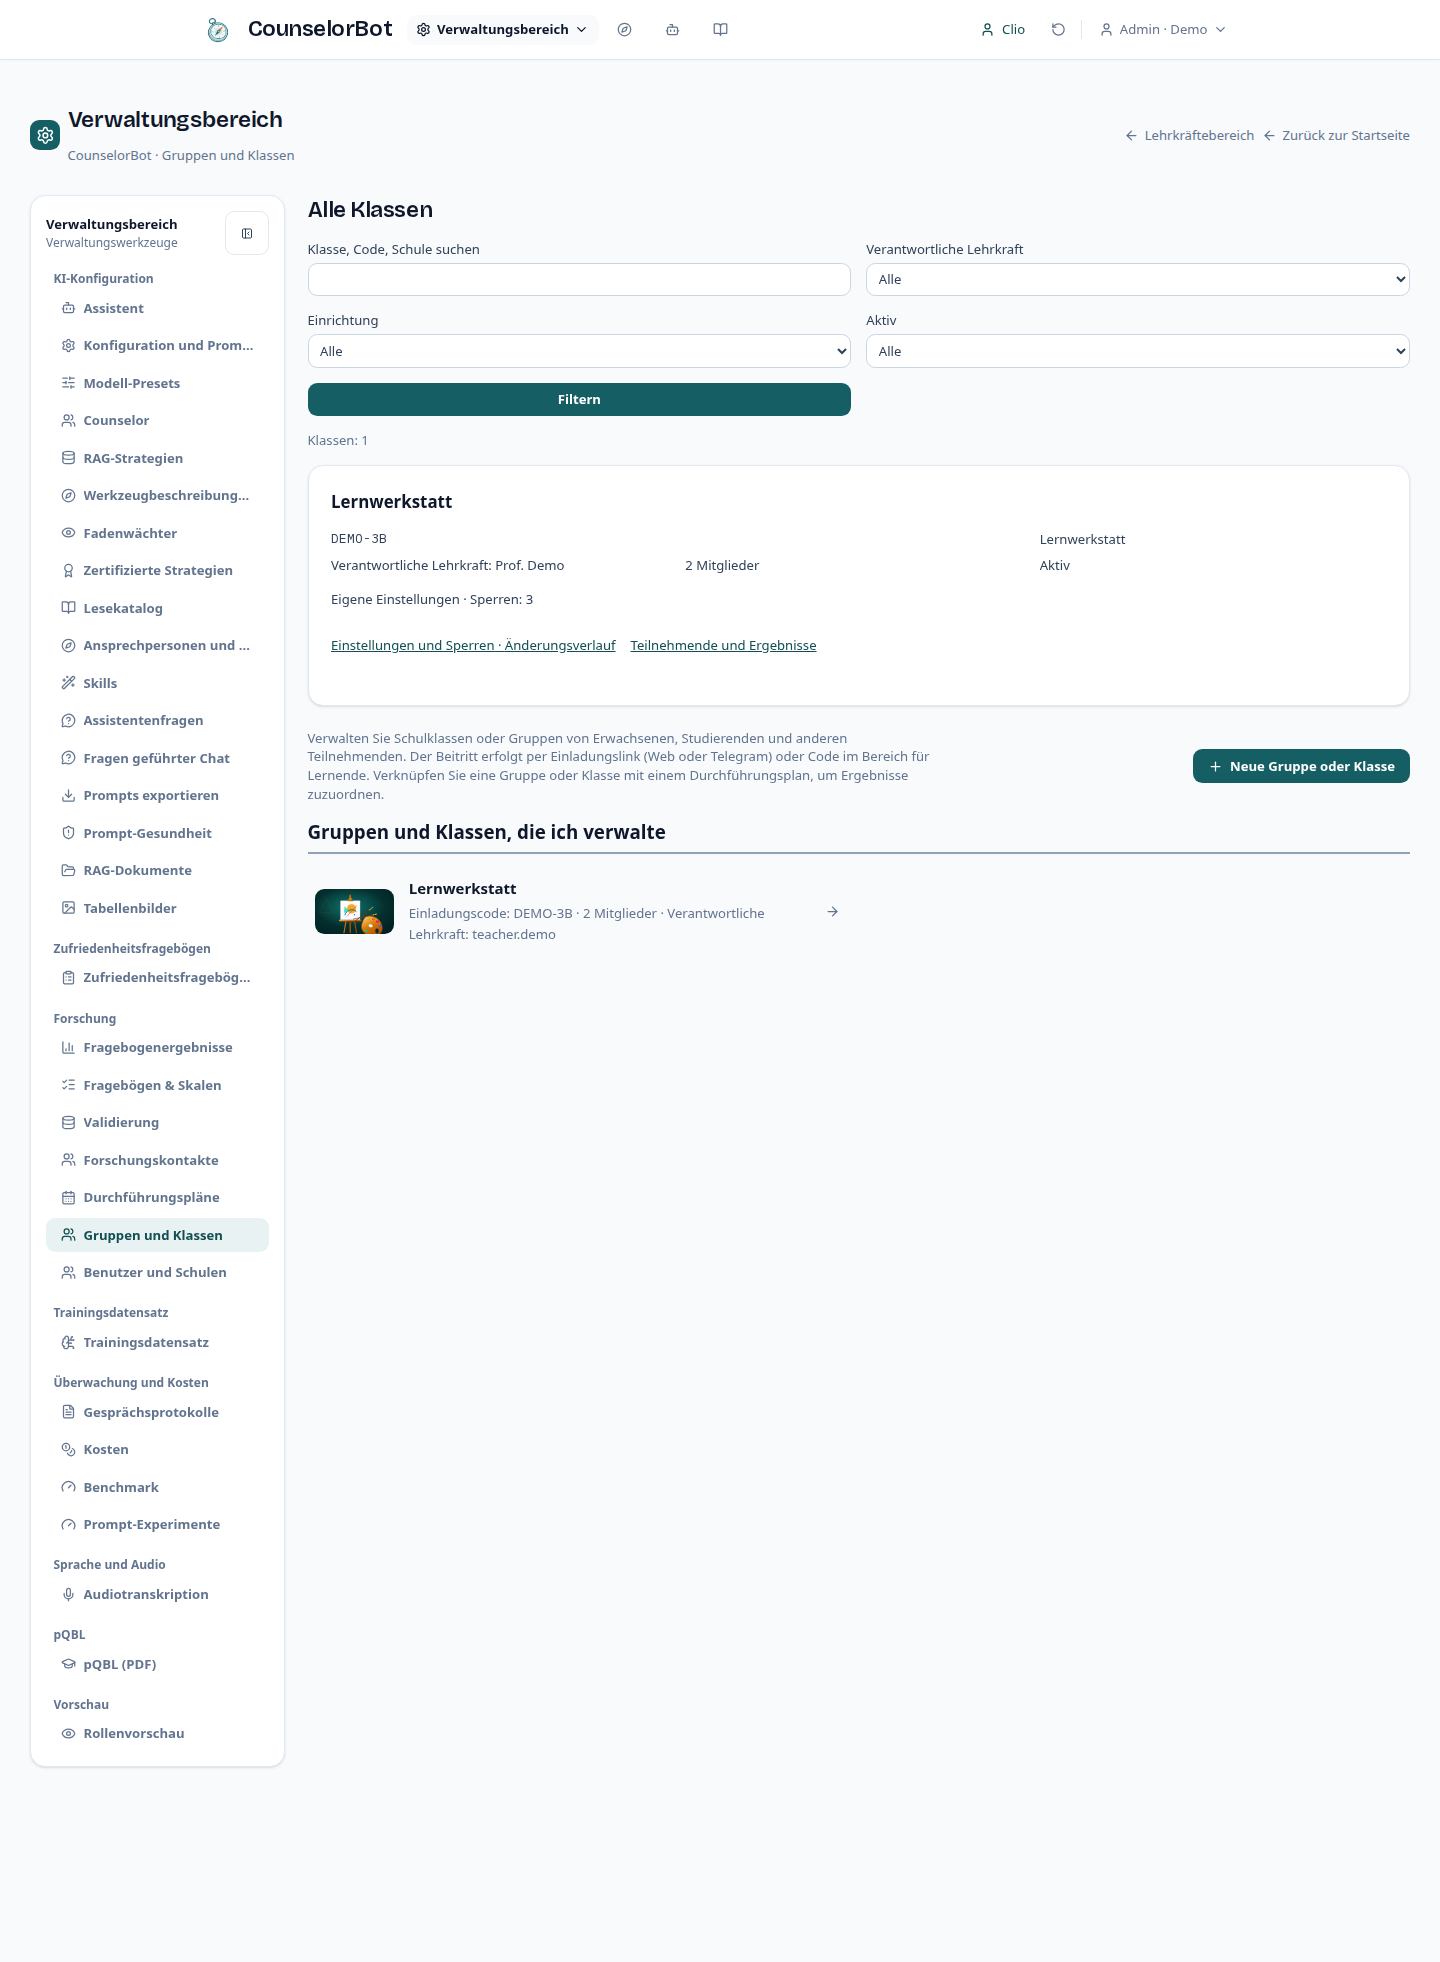 CounselorBot
Verwaltungsbereich
Clio
Admin · Demo
Verwaltungsbereich
CounselorBot · Gruppen und Klassen
Lehrkräftebereich
Zurück zur Startseite
Verwaltungsbereich
Verwaltungswerkzeuge
KI-Konfiguration
Assistent
Konfiguration und Prom...
Modell-Presets
Counselor
RAG-Strategien
Werkzeugbeschreibung...
Fadenwächter
Zertifizierte Strategien
Lesekatalog
Ansprechpersonen und ...
Skills
Assistentenfragen
Fragen geführter Chat
Prompts exportieren
Prompt-Gesundheit
RAG-Dokumente
Tabellenbilder
Zufriedenheitsfragebögen
Zufriedenheitsfragebög...
Forschung
Fragebogenergebnisse
Fragebögen & Skalen
Validierung
Forschungskontakte
Durchführungspläne
Gruppen und Klassen
Benutzer und Schulen
Trainingsdatensatz
Trainingsdatensatz
Überwachung und Kosten
Gesprächsprotokolle
Kosten
Benchmark
Prompt-Experimente
Sprache und Audio
Audiotranskription
pQBL
pQBL (PDF)
Vorschau
Rollenvorschau
Alle Klassen
Klasse, Code, Schule suchen
Verantwortliche Lehrkraft
Alle
Einrichtung
Aktiv
Alle
Alle
Filtern
Klassen: 1
Lernwerkstatt
DEMO-3B
Lernwerkstatt
Verantwortliche Lehrkraft: Prof. Demo
2 Mitglieder
Aktiv
Eigene Einstellungen · Sperren: 3
Einstellungen und Sperren · Änderungsverlauf
Teilnehmende und Ergebnisse
Verwalten Sie Schulklassen oder Gruppen von Erwachsenen, Studierenden und anderen
Teilnehmenden. Der Beitritt erfolgt per Einladungslink (Web oder Telegram) oder Code im Bereich für
Lernende. Verknüpfen Sie eine Gruppe oder Klasse mit einem Durchführungsplan, um Ergebnisse
zuzuordnen.
Neue Gruppe oder Klasse
Gruppen und Klassen, die ich verwalte
Lernwerkstatt
Einladungscode: DEMO-3B · 2 Mitglieder · Verantwortliche
Lehrkraft: teacher.demo